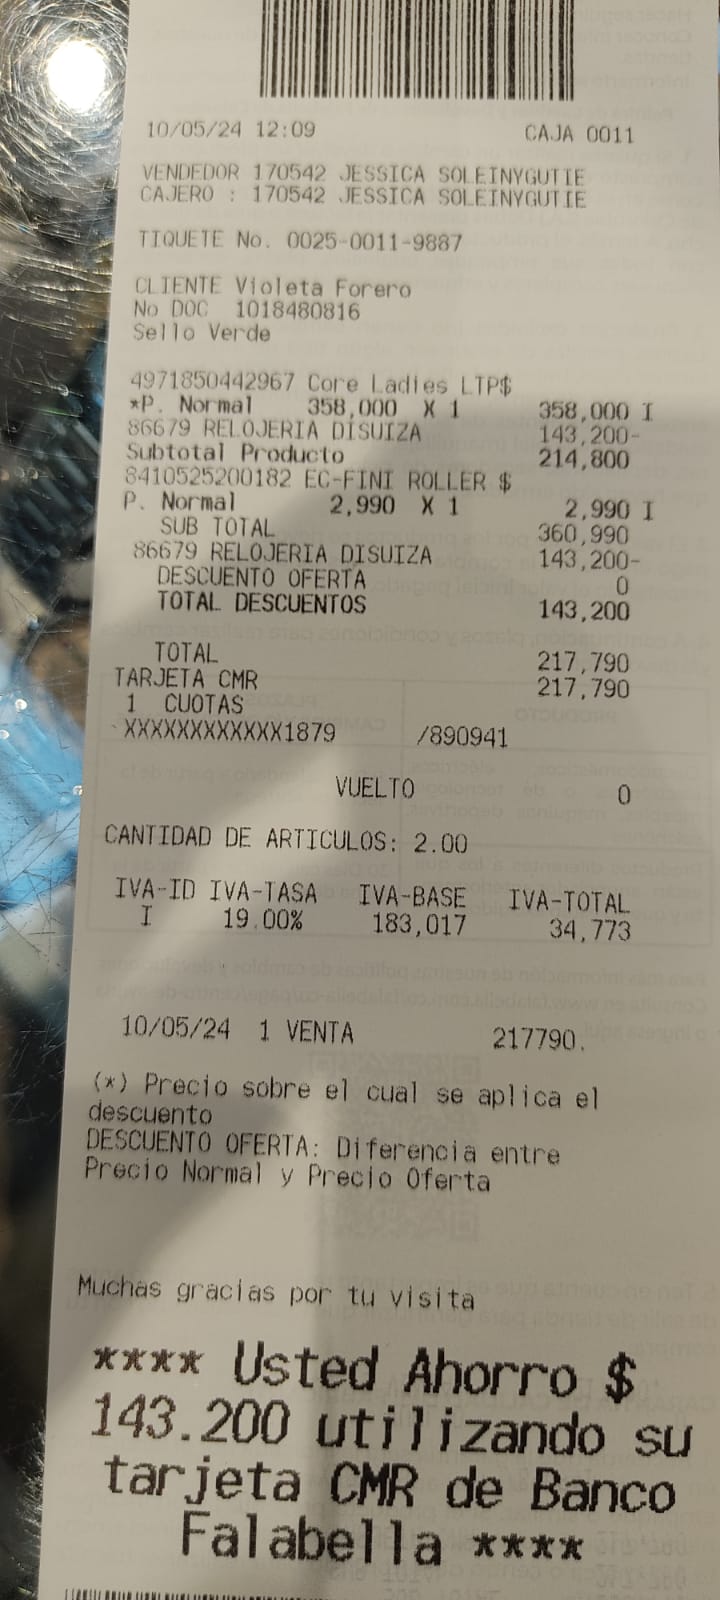 10/05/24 12:09 CAJA 0011
VENDEDOR 170542 JESSICA SOLEINYGUTIE
CAJERO : 170542 JESSICA SOLEINYGUTIE
TIQUETE No. 0025-0011-9887
CLIENTE Violeta Forero
No DOC 1018480816
Sello Verde
4971850442967 Core Ladies LTP$
*P. Normal 358,000 X 1 358,000 I
86679 RELOJERIA DISUIZA 143,200-
Subtotal Producto 214,800
8410525200182 EC-FINI ROLLER $
P. Normal 2,990 X 1 2,990 I
SUB TOTAL 360,990
86679 RELOJERIA DISUIZA 143,200-
DESCUENTO OFERTA 0
TOTAL DESCUENTOS 143,200
TOTAL 217,790
TARJETA CMR 217,790
1 CUOTAS
XXXXXXXXXXXX1879 /890941
VUELTO 0
CANTIDAD DE ARTICULOS: 2.00
IVA-ID IVA-TASA IVA-BASE IVA-TOTAL
I 19.00% 183,017 34,773
10/05/24 1 VENTA 217790.
(*) Precio sobre el cual se aplica el
descuento
DESCUENTO OFERTA: Diferencia entre
Precio Normal y Precio Oferta
Muchas gracias por tu visita
**** Usted Ahorro $
143.200 utilizando su
tarjeta CMR de Banco
Falabella ****